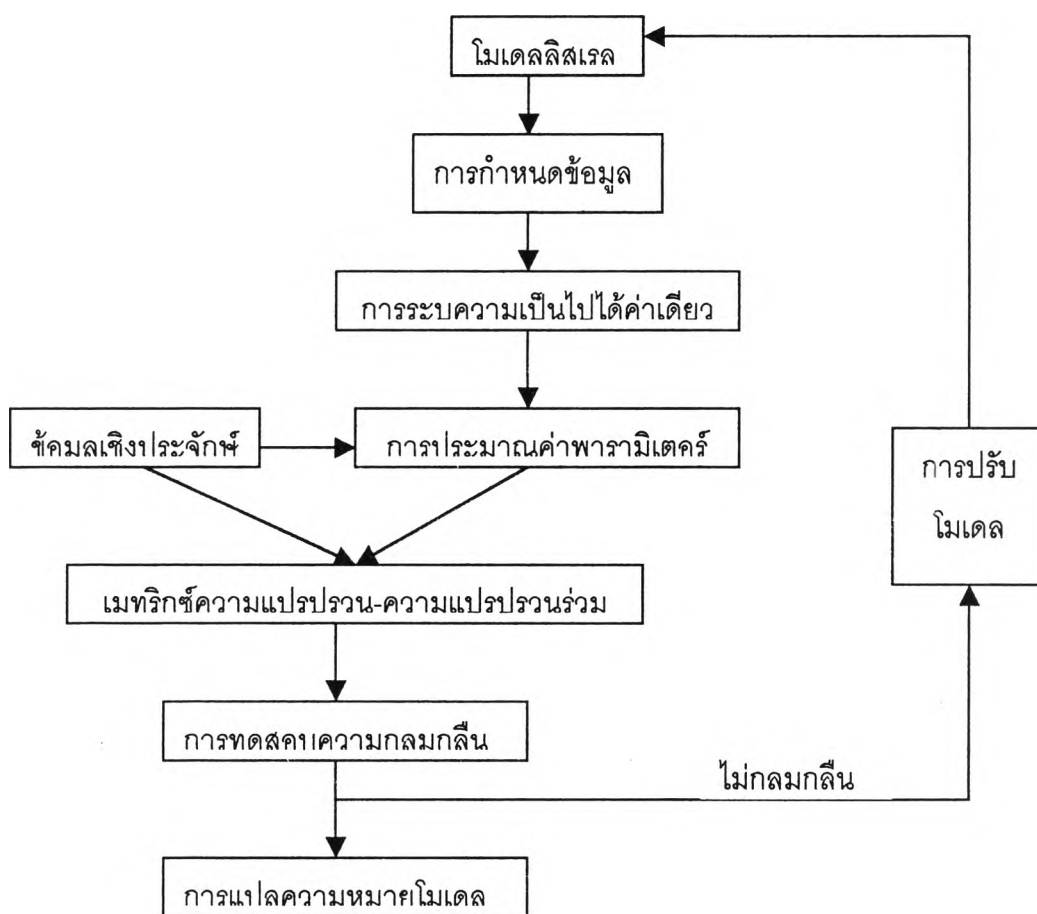 โมเดลลิสเรล
การกำหนดข้อมูล
การระบความเป็นไปได้ค่าเดียว
ข้อมลเชิงประจักษ์
การประมาณค่าพารามิเตอร์
การปรับ
โมเดล
เมทริกซ์ความแปรปรวน-ความแปรปรวนร่วม
การทดสอบความกลมกลืน
ไม่กลมกลืน
การแปลความหมายโมเดล